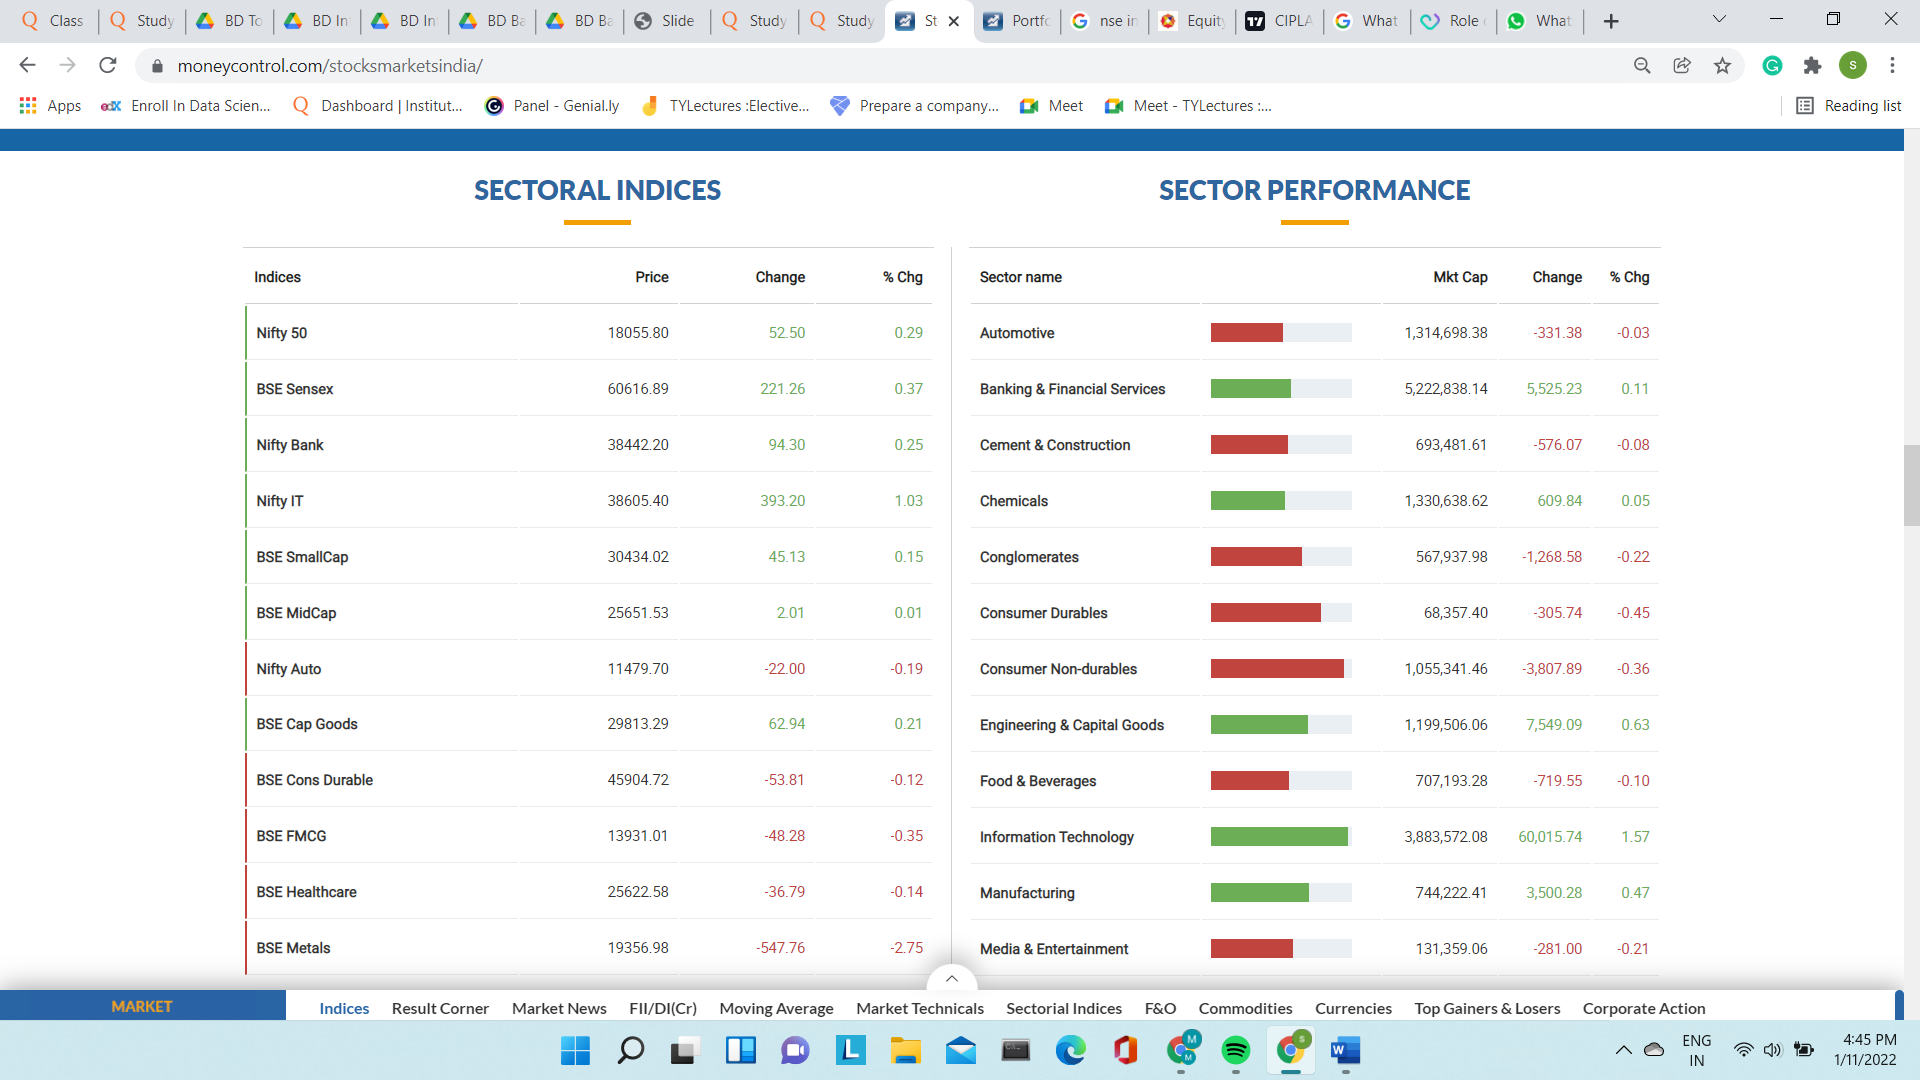 Class Study BD To BD In BD In BD Ba BD Ba Slide Study Study St Portfo nse in Equity CIPLA What Role What
moneycontrol.com/stocksmarketsindia/ S
Apps Enroll In Data Scien... Dashboard | Institut... Panel - Genial.ly TYLectures :Elective... Prepare a company... Meet Meet - TYLectures :... Reading list
SECTORAL INDICES
Indices Price Change % Chg
Nifty 50 18055.80 52.50 0.29
BSE Sensex 60616.89 221.26 0.37
Nifty Bank 38442.20 94.30 0.25
Nifty IT 38605.40 393.20 1.03
BSE SmallCap 30434.02 45.13 0.15
BSE MidCap 25651.53 2.01 0.01
Nifty Auto 11479.70 -22.00 -0.19
BSE Cap Goods 29813.29 62.94 0.21
BSE Cons Durable 45904.72 -53.81 -0.12
BSE FMCG 13931.01 -48.28 -0.35
BSE Healthcare 25622.58 -36.79 -0.14
BSE Metals 19356.98 -547.76 -2.75
SECTOR PERFORMANCE
Sector name Mkt Cap Change % Chg
Automotive 1,314,698.38 -331.38 -0.03
Banking & Financial Services 5,222,838.14 5,525.23 0.11
Cement & Construction 693,481.61 -576.07 -0.08
Chemicals 1,330,638.62 609.84 0.05
Conglomerates 567,937.98 -1,268.58 -0.22
Consumer Durables 68,357.40 -305.74 -0.45
Consumer Non-durables 1,055,341.46 -3,807.89 -0.36
Engineering & Capital Goods 1,199,506.06 7,549.09 0.63
Food & Beverages 707,193.28 -719.55 -0.10
Information Technology 3,883,572.08 60,015.74 1.57
Manufacturing 744,222.41 3,500.28 0.47
Media & Entertainment 131,359.06 -281.00 -0.21
MARKET Indices Result Corner Market News FII/DI(Cr) Moving Average Market Technicals Sectorial Indices F&O Commodities Currencies Top Gainers & Losers Corporate Action
ENG 4:45 PM
IN 1/11/2022